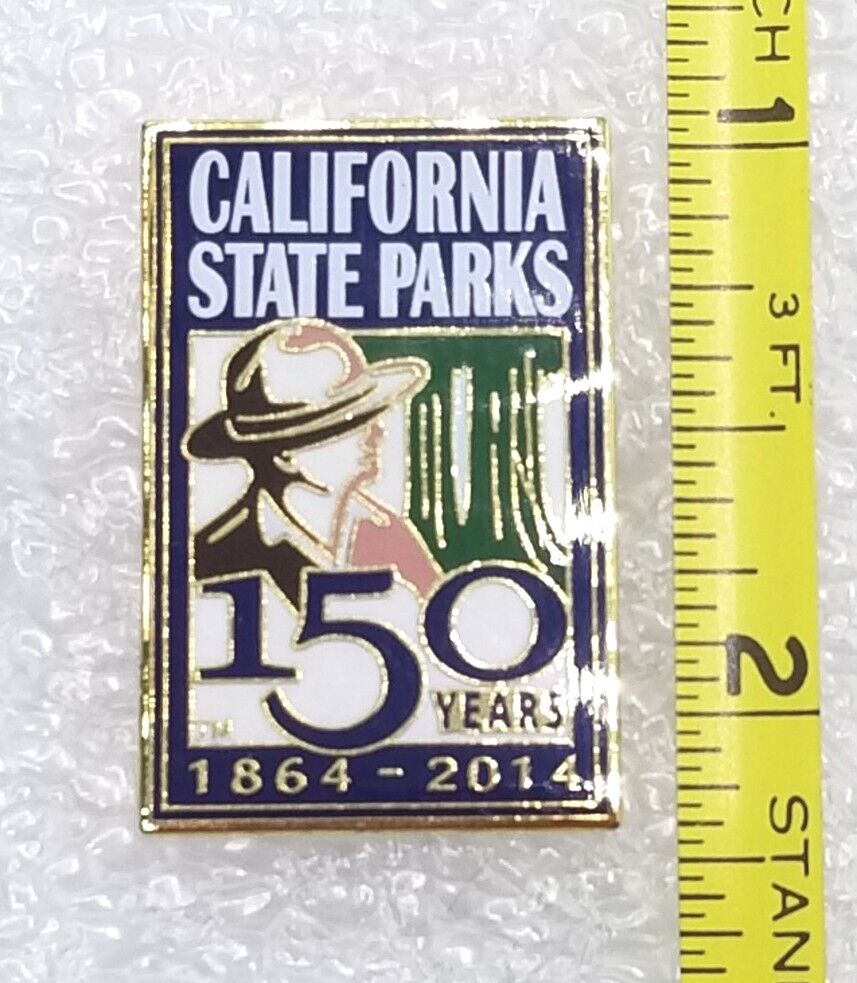 CALIFORNIA
STATE PARKS
150
YEARS
TM
1864 - 2014
CH 1
3 FT.
2
STAN